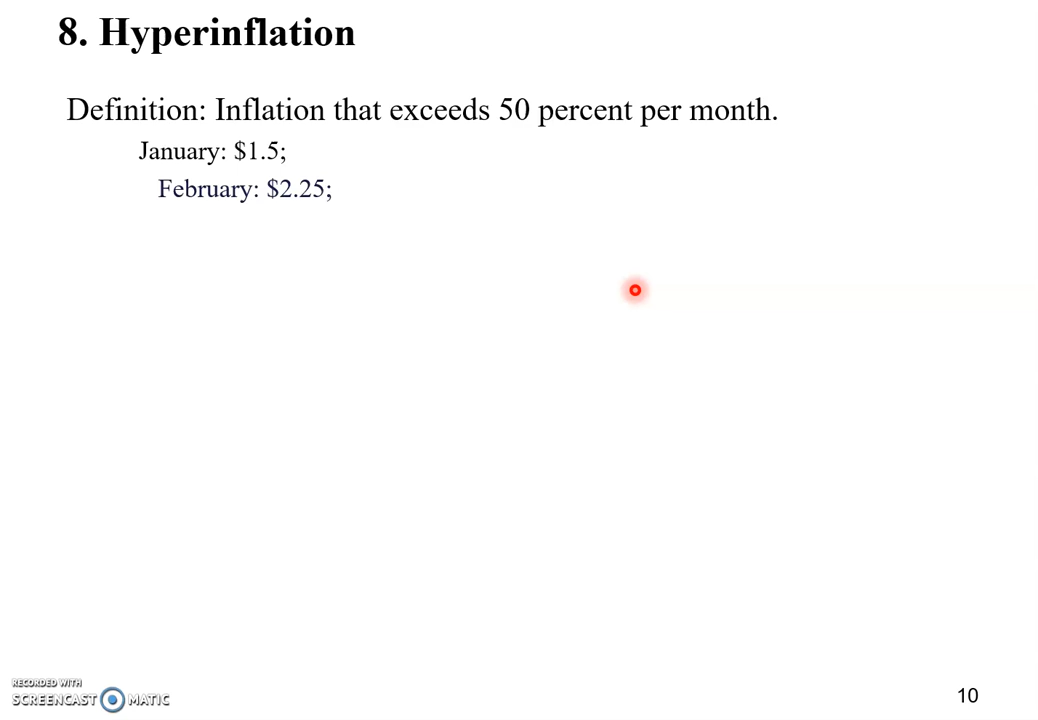 8. Hyperinflation
Definition: Inflation that exceeds 50 percent per month.
January: $1.5;
February: $2.25;
RECORDED WITH
SCREENCAST MATIC
10